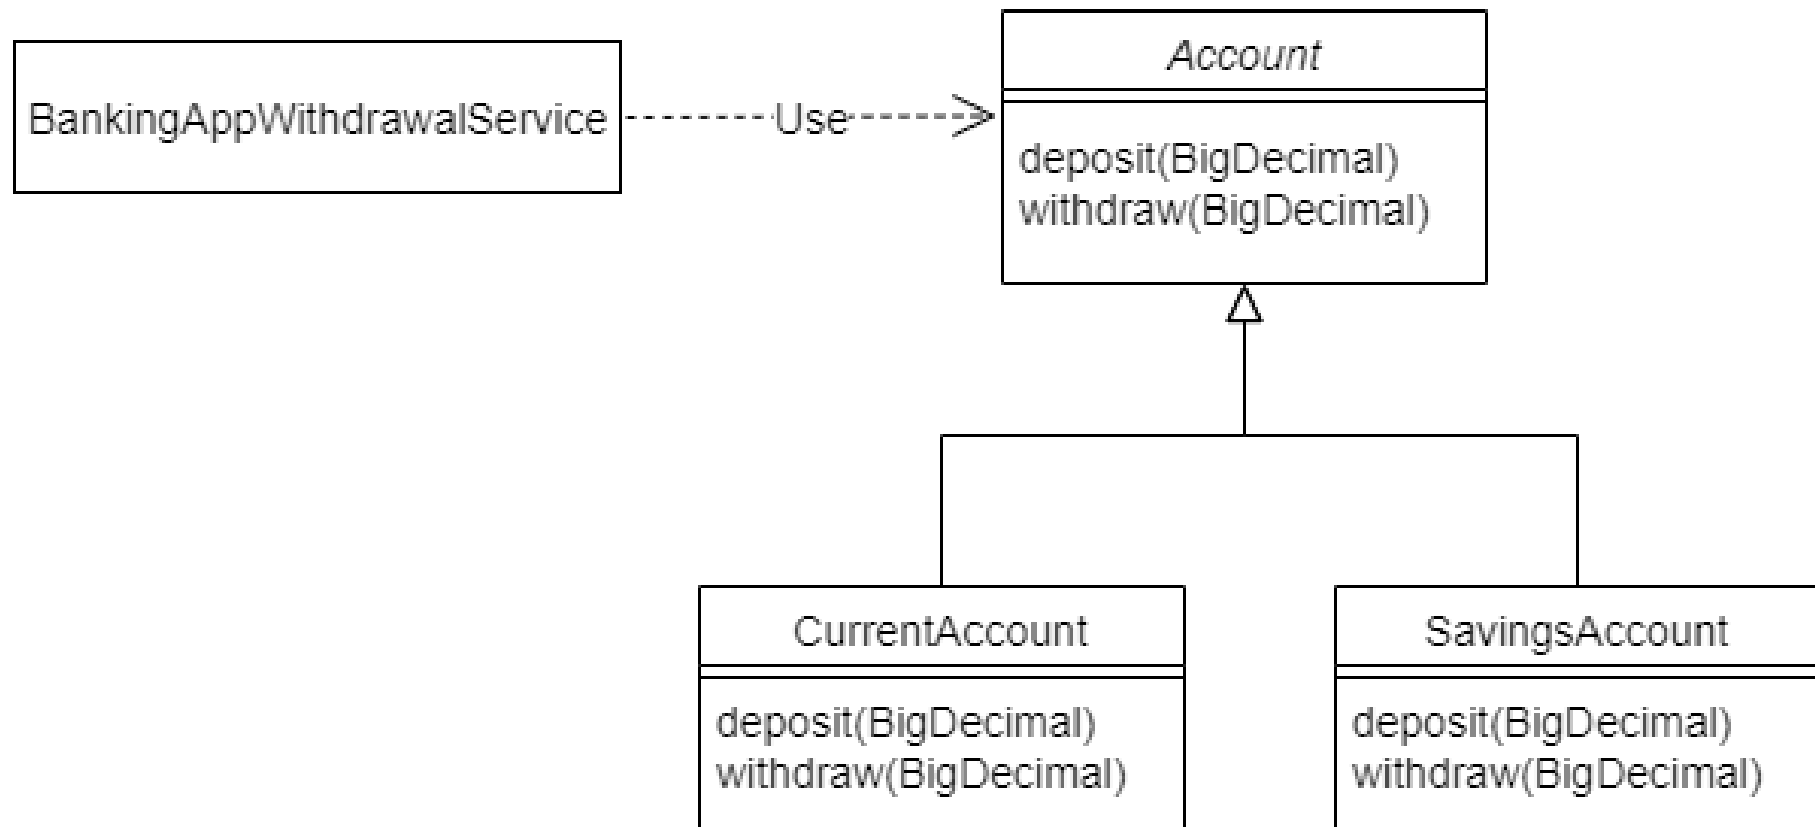 BankingAppWithdrawalService
Use
Account
deposit(BigDecimal)
withdraw(BigDecimal)
CurrentAccount
deposit(BigDecimal)
withdraw(BigDecimal)
SavingsAccount
deposit(BigDecimal)
withdraw(BigDecimal)